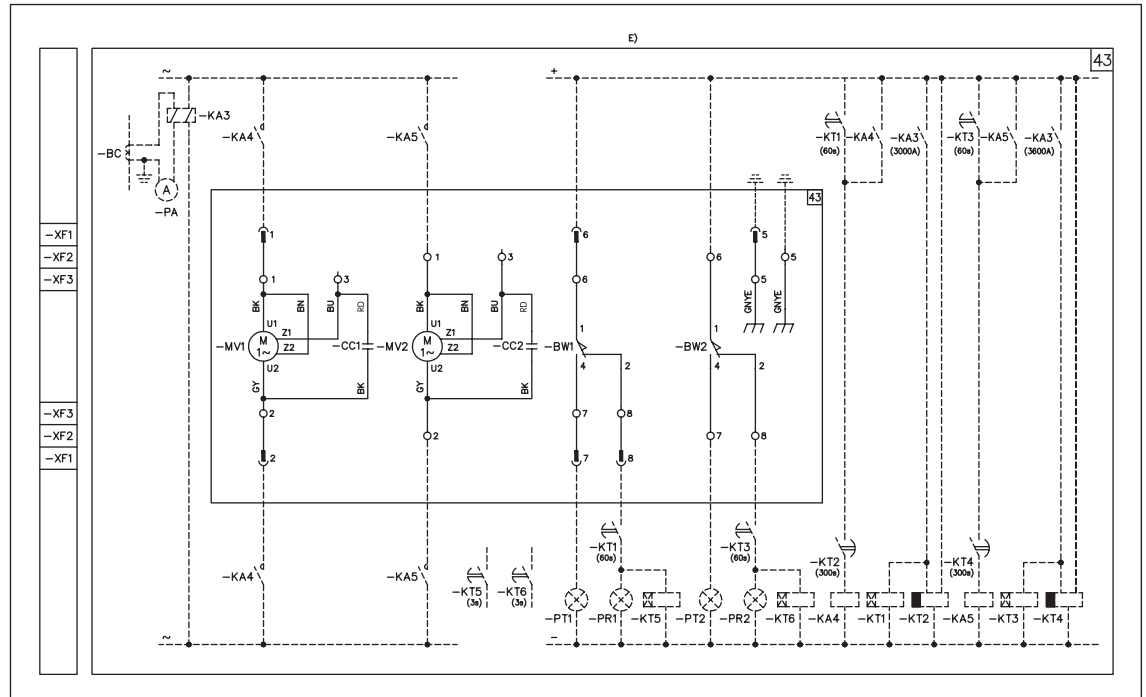 E)
43
~
+
-KA3
-BC
A
-PA
-KA4
-KA5
-KT1
(60s)
-KA4
-KA3
(3000A)
-KT3
(60s)
-KA5
-KA3
(3600A)
43
-XF1
-XF2
-XF3
1
1
3
1
3
6
6
6
5
5
5
BK
BN
BU
RD
BK
BN
BU
RD
GNYE
GNYE
-MV1
M
1~
U1
Z1
Z2
U2
-CC1
-MV2
M
1~
U1
Z1
Z2
U2
-CC2
-BW1
1
4
2
-BW2
1
4
2
GY
BK
GY
BK
-XF3
-XF2
-XF1
2
2
2
7
8
7
8
7
8
-KA4
-KA5
-KT5
(3s)
-KT6
(3s)
-KT1
(60s)
-KT3
(60s)
-KT2
(300s)
-KT4
(300s)
-PT1
-PR1
-KT5
-PT2
-PR2
-KT6
-KA4
-KT1
-KT2
-KA5
-KT3
-KT4
~
-